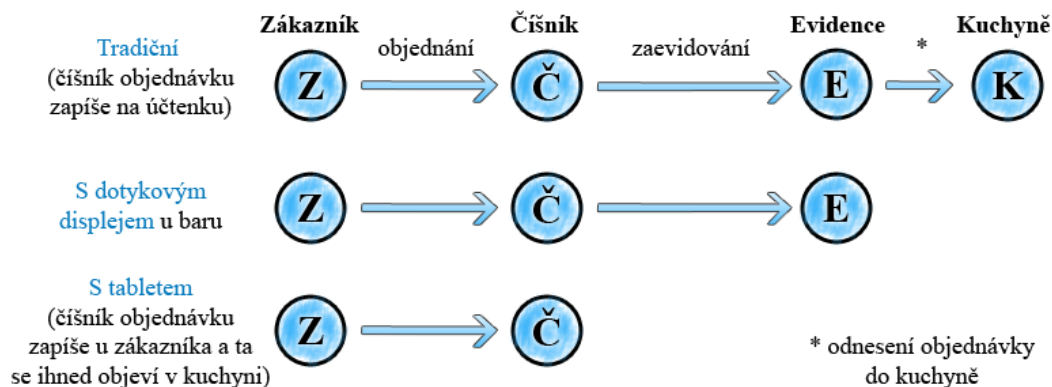 Zákazník Číšník Evidence Kuchyně
Tradiční
(číšník objednávku
zapíše na účtenku)
Z objednání Č zaevidování E * K
S dotykovým
displejem u baru
Z Č E
S tabletem
(číšník objednávku
zapíše u zákazníka a ta
se ihned objeví v kuchyni)
Z Č
* odnesení objednávky
do kuchyně